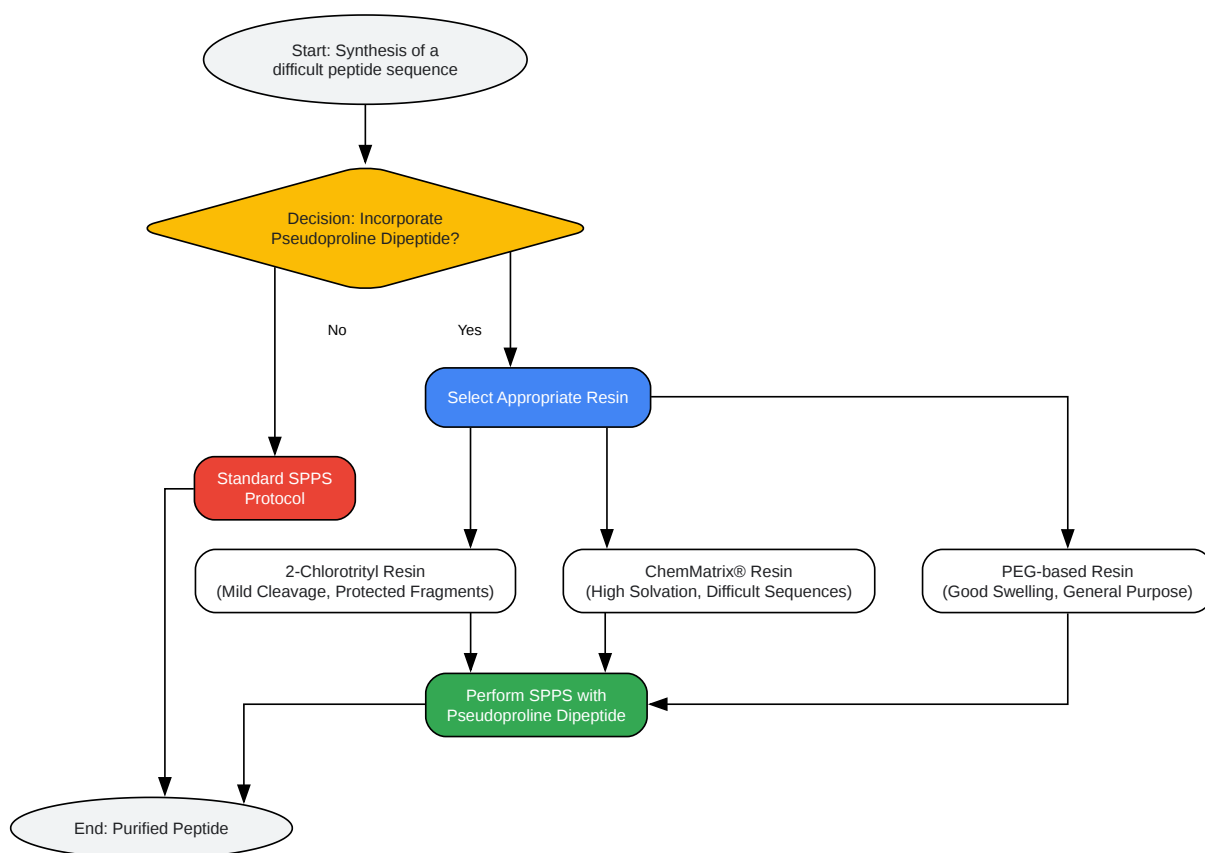 Start: Synthesis of a
difficult peptide sequence
Decision: Incorporate
Pseudoproline Dipeptide?
No
Yes
Select Appropriate Resin
Standard SPPS
Protocol
2-Chlorotrityl Resin
(Mild Cleavage, Protected Fragments)
ChemMatrix® Resin
(High Solvation, Difficult Sequences)
PEG-based Resin
(Good Swelling, General Purpose)
Perform SPPS with
Pseudoproline Dipeptide
End: Purified Peptide